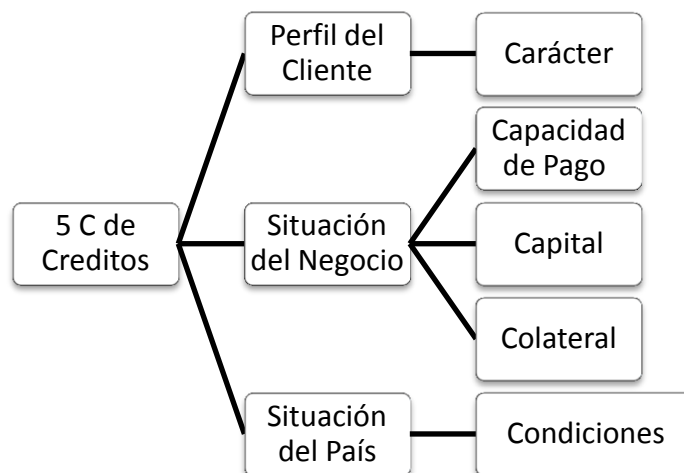 5 C de
Creditos
Perfil del
Cliente
Carácter
Situación
del Negocio
Capacidad
de Pago
Capital
Colateral
Situación
del País
Condiciones